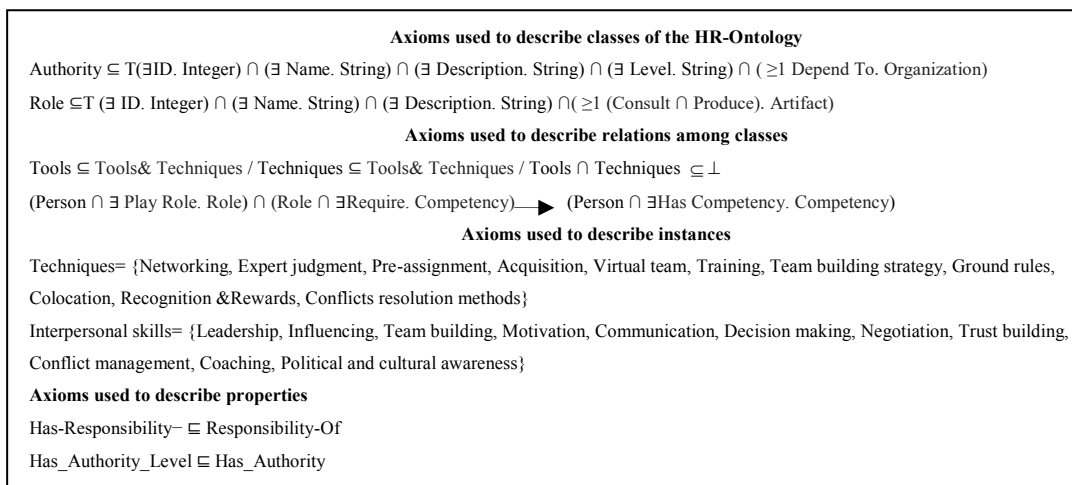 Axioms used to describe classes of the HR-Ontology
Authority ⊆ T(∃ID. Integer) ∩ (∃ Name. String) ∩ (∃ Description. String) ∩ (∃ Level. String) ∩ ( ≥1 Depend To. Organization)
Role ⊆T (∃ ID. Integer) ∩ (∃ Name. String) ∩ (∃ Description. String) ∩( ≥1 (Consult ∩ Produce). Artifact)
Axioms used to describe relations among classes
Tools ⊆ Tools& Techniques / Techniques ⊆ Tools& Techniques / Tools ∩ Techniques ⊆ ⊥
(Person ∩ ∃ Play Role. Role) ∩ (Role ∩ ∃Require. Competency) → (Person ∩ ∃Has Competency. Competency)
Axioms used to describe instances
Techniques= {Networking, Expert judgment, Pre-assignment, Acquisition, Virtual team, Training, Team building strategy, Ground rules,
Colocation, Recognition &Rewards, Conflicts resolution methods}
Interpersonal skills= {Leadership, Influencing, Team building, Motivation, Communication, Decision making, Negotiation, Trust building,
Conflict management, Coaching, Political and cultural awareness}
Axioms used to describe properties
Has-Responsibility− ⊑ Responsibility-Of
Has_Authority_Level ⊑ Has_Authority